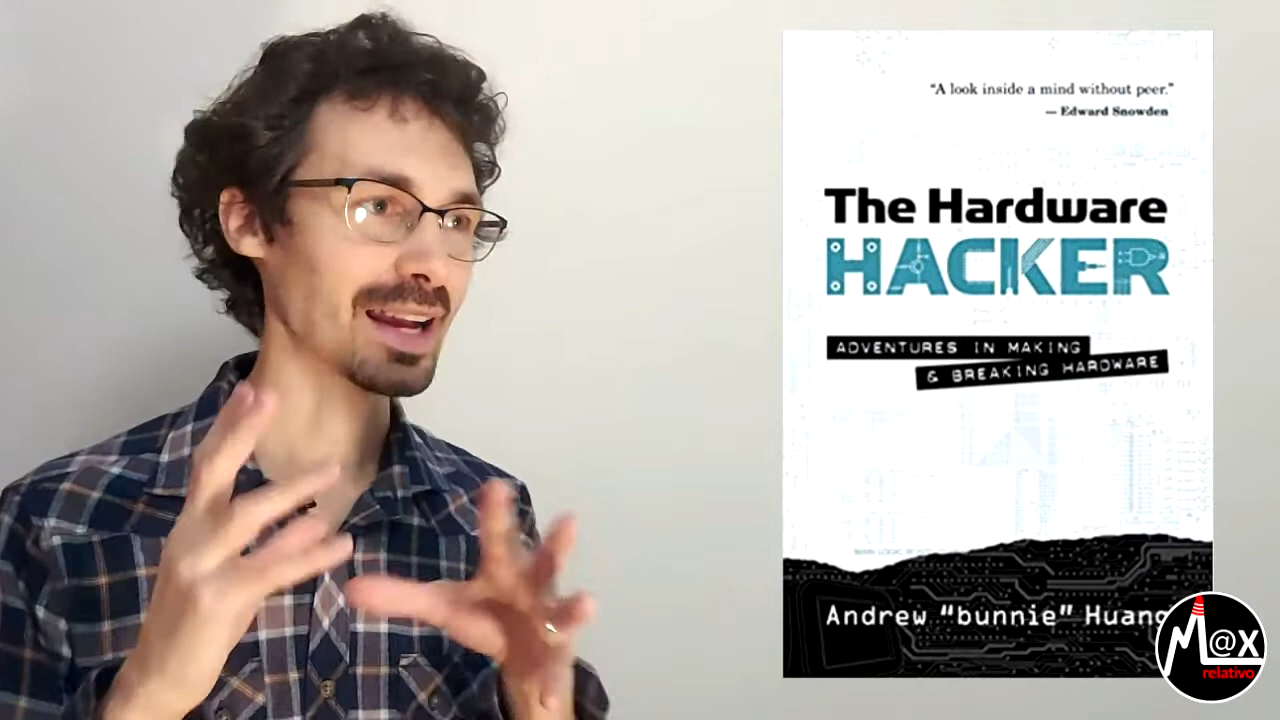 “A look inside a mind without peer.”
— Edward Snowden
The Hardware
HACKER
ADVENTURES IN MAKING
& BREAKING HARDWARE
Andrew “bunnie” Huang
M@x
relativo